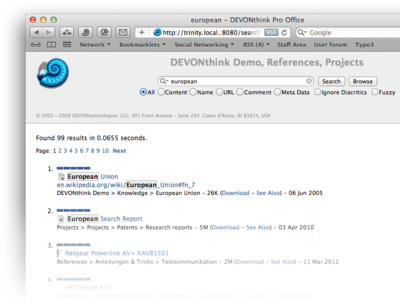 european – DEVONthink Pro Office
http://trinity.local.:8080/search
RSS
Google
Network
Bookmarklets
Social Networking
RSS (4)
Staff Area
User forum
Typo3
DEVONthink Demo, References, Projects
european
Search
Browse
All
Content
Name
URL
Comment
Meta Data
Ignore Diacritics
Fuzzy
© 2002–2009 DEVONtechnologies, LLC, 401 Front Avenue – Suite 204, Coeur d'Alene, ID 83814, USA
Found 99 results in 0.0655 seconds.
Page: 1 2 3 4 5 6 7 8 9 10 Next
1.
European Union
en.wikipedia.org/wiki/European_Union#fn_7
DEVONthink Demo > Knowledge > European Union – 26K (Download – See Also) – 06 Jun 2005
2.
European Search Report
Projects > Projects > Patents > Research reports – 5M (Download – See Also) – 03 Apr 2010
3.
Netgear Powerline AV+ XAVB1501
References > Anleitungen & Tricks > Telekommunikation – 2M (Download – See Also) – 11 Mar 2012
4.